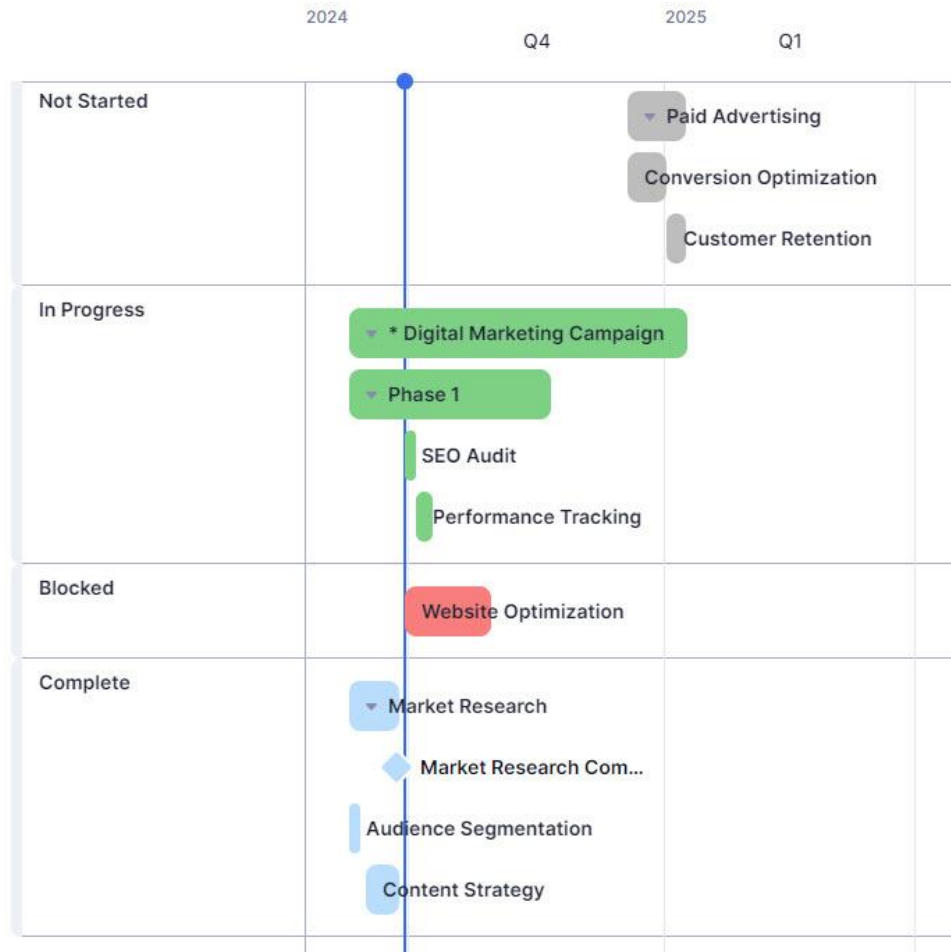 2024
2025
Q4
Q1
Not Started
Paid Advertising
Conversion Optimization
Customer Retention
In Progress
* Digital Marketing Campaign
Phase 1
SEO Audit
Performance Tracking
Blocked
Website Optimization
Complete
Market Research
Market Research Com...
Audience Segmentation
Content Strategy